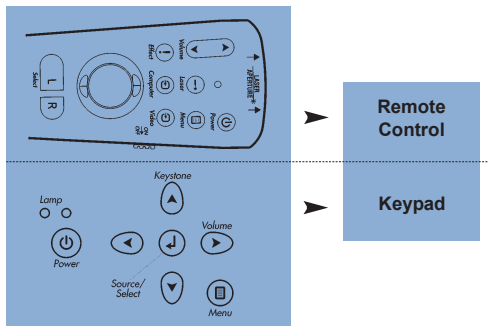 LASER
APERTURE
Volume
Effect
Laser
Power
Computer
Menu
Video
Select
L
R
ON
OFF
Remote
Control
Keystone
Lamp
Volume
Power
Source/
Select
Menu
Keypad